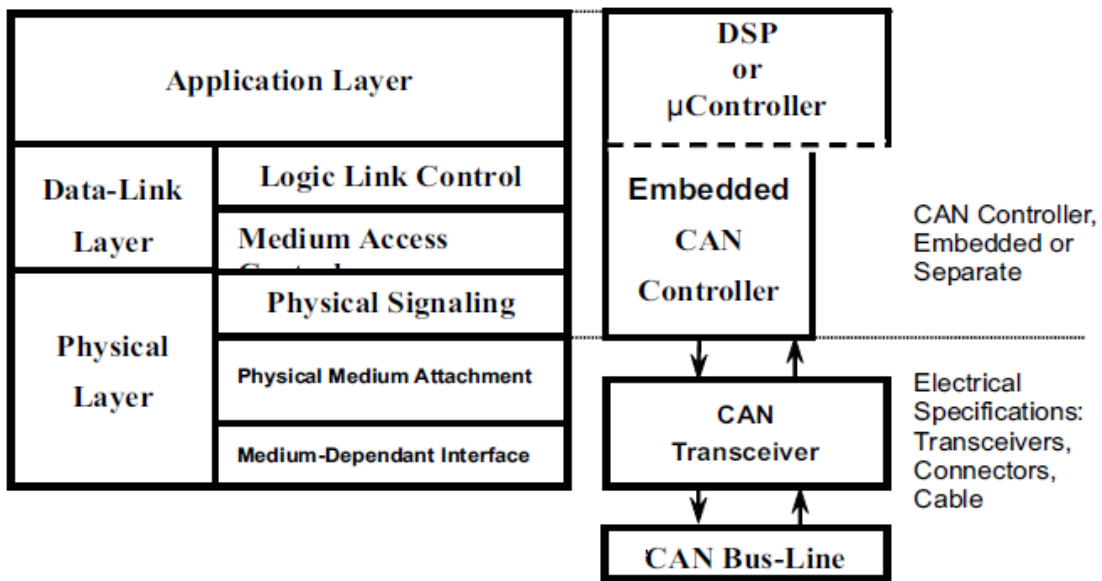 Application Layer
Data-Link
Layer
Logic Link Control
Medium Access
Physical
Layer
Physical Signaling
Physical Medium Attachment
Medium-Dependant Interface
DSP
or
µController
Embedded
CAN
Controller
CAN Controller,
Embedded or
Separate
CAN
Transceiver
Electrical
Specifications:
Transceivers,
Connectors,
Cable
CAN Bus-Line